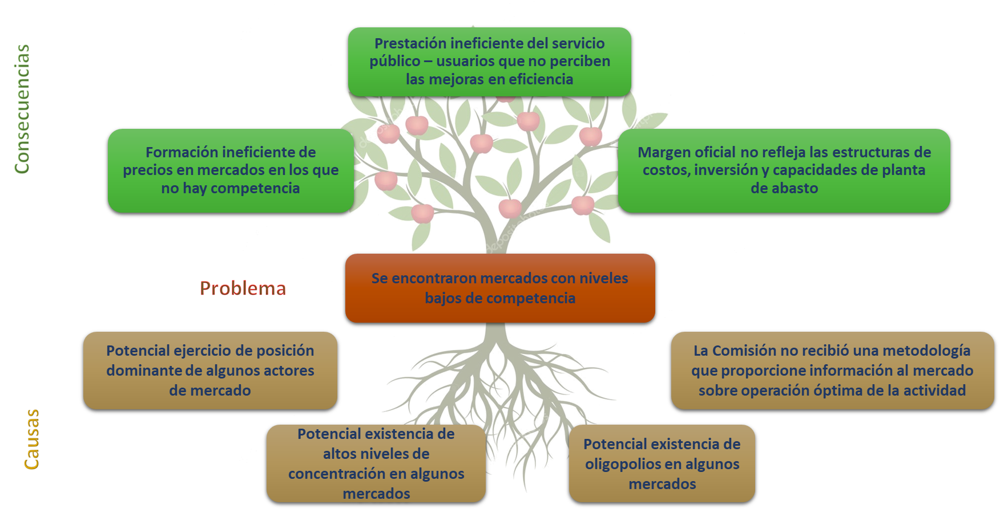 Consecuencias
Prestación ineficiente del servicio
público – usuarios que no perciben
las mejoras en eficiencia
Formación ineficiente de
precios en mercados en los que
no hay competencia
Margen oficial no refleja las estructuras de
costos, inversión y capacidades de planta
de abasto
Problema
Se encontraron mercados con niveles
bajos de competencia
Causas
Potencial ejercicio de posición
dominante de algunos actores
de mercado
La Comisión no recibió una metodología
que proporcione información al mercado
sobre operación óptima de la actividad
Potencial existencia de
altos niveles de
concentración en algunos
mercados
Potencial existencia de
oligopolios en algunos
mercados